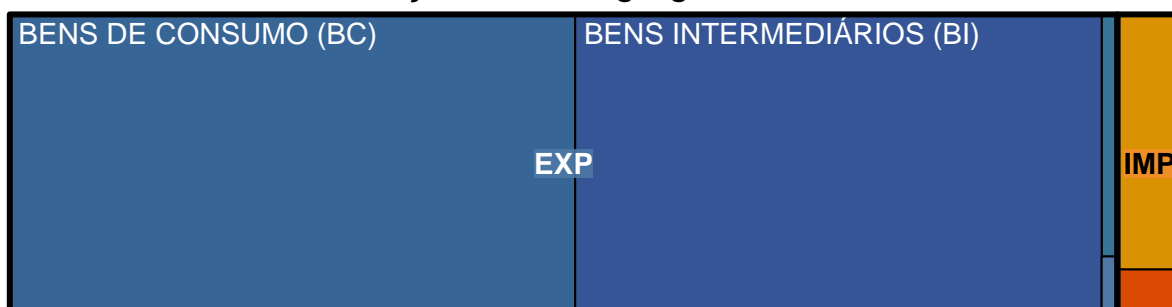 BENS DE CONSUMO (BC)
BENS INTERMEDIÁRIOS (BI)
EXP
IMP